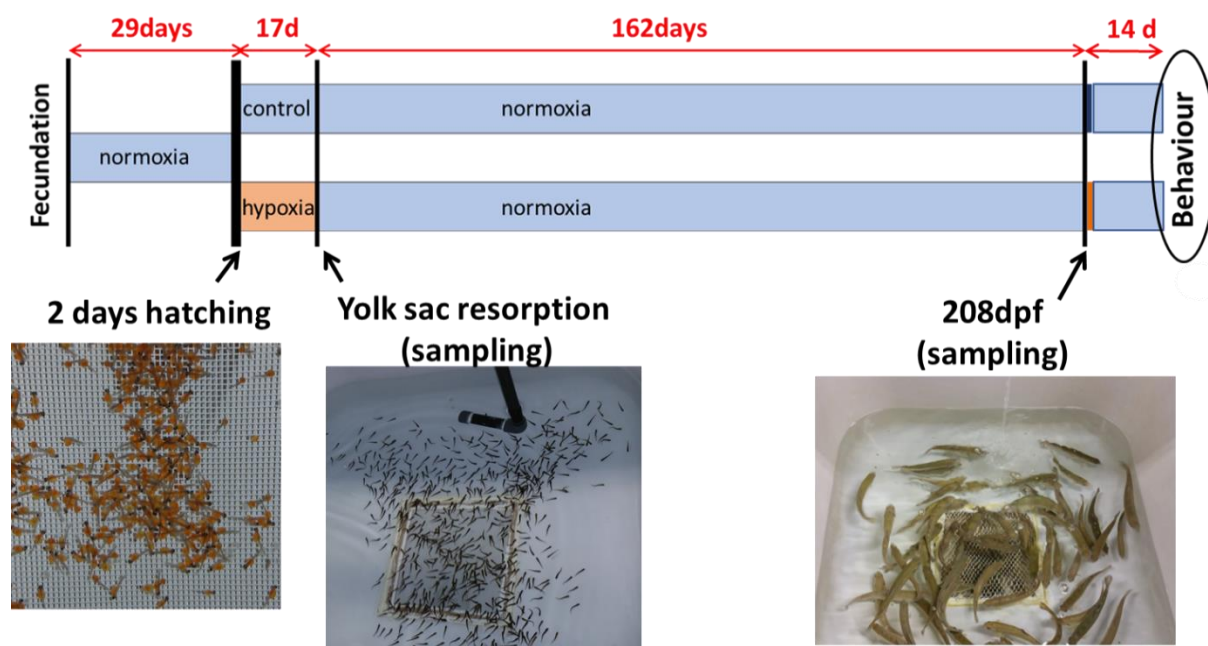 29days
17d
162days
14 d
Fecundation
control
normoxia
normoxia
hypoxia
normoxia
Behaviour
2 days hatching
Yolk sac resorption
(sampling)
208dpf
(sampling)